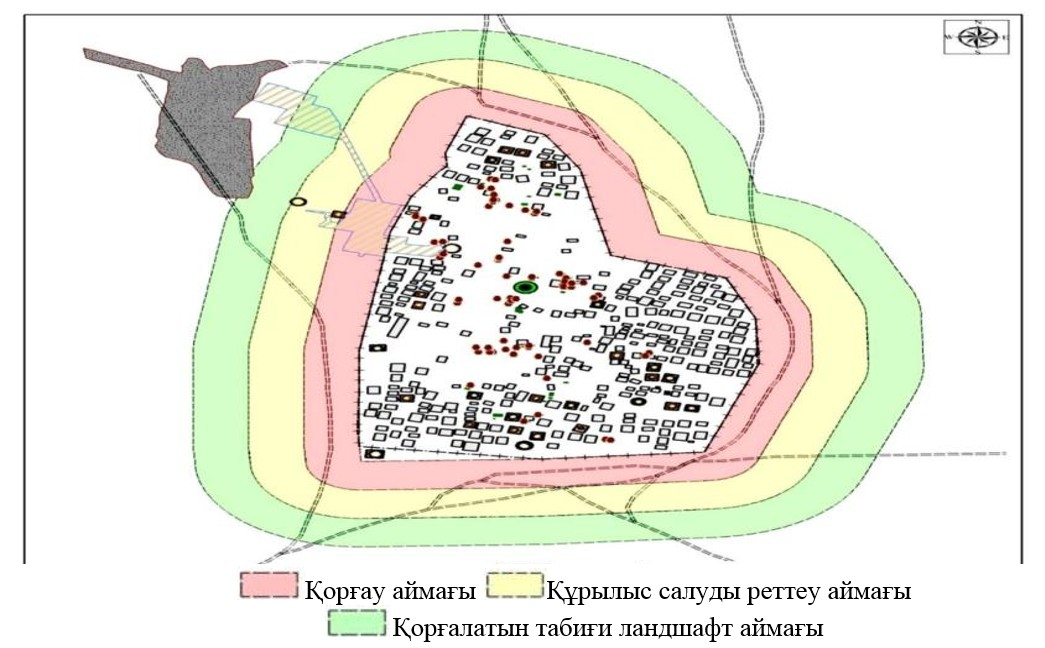 N
W E
S
Қорғау аймағы Құрылыс салуды реттеу аймағы
Қорғалатын табиғи ландшафт аймағы